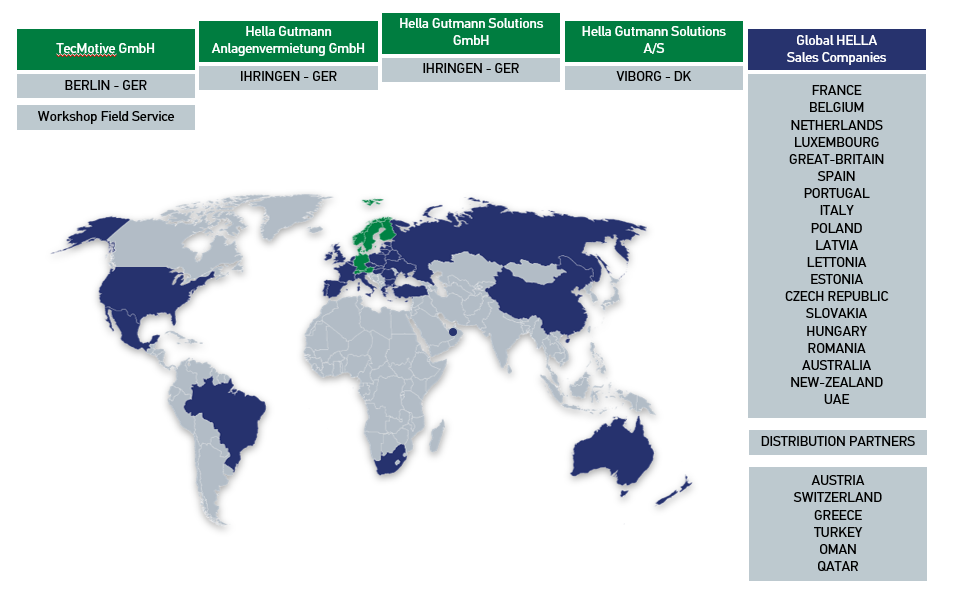 TecMotive GmbH
BERLIN - GER
Workshop Field Service
Hella Gutmann
Anlagenvermietung GmbH
IHRINGEN - GER
Hella Gutmann Solutions
GmbH
IHRINGEN - GER
Hella Gutmann Solutions
A/S
VIBORG - DK
Global HELLA
Sales Companies
FRANCE
BELGIUM
NETHERLANDS
LUXEMBOURG
GREAT-BRITAIN
SPAIN
PORTUGAL
ITALY
POLAND
LATVIA
LETTONIA
ESTONIA
CZECH REPUBLIC
SLOVAKIA
HUNGARY
ROMANIA
AUSTRALIA
NEW-ZEALAND
UAE
DISTRIBUTION PARTNERS
AUSTRIA
SWITZERLAND
GREECE
TURKEY
OMAN
QATAR